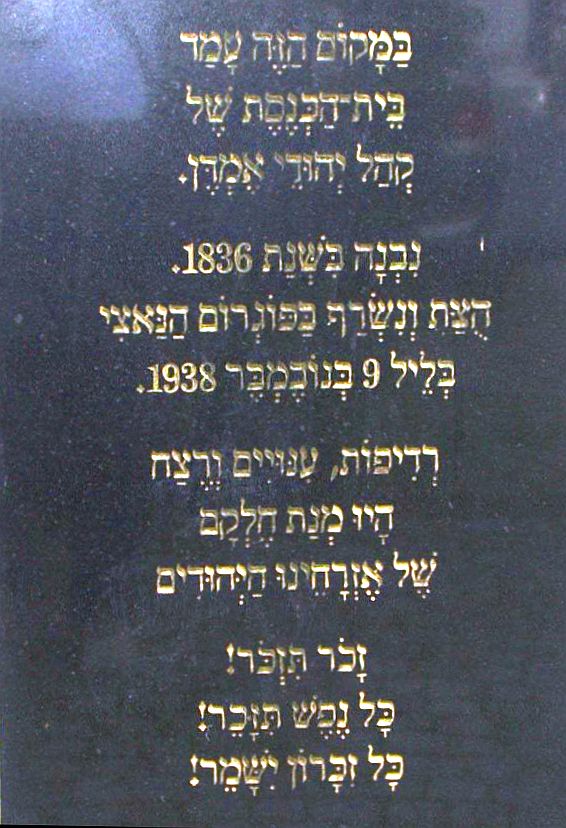 בַּמָּקוֹם הַזֶּה עָמַד
בֵּית־הַכְּנֶסֶת שֶׁל
קְהַל יְהוּדֵי אֶמְדֶּן.
נִבְנָה בִּשְׁנַת 1836.
הֻצַּת וְנִשְׂרַף בַּפּוֹגְרוֹם הַנַּאצִי
בְּלֵיל 9 בְּנוֹבֶמְבֶּר 1938.
רְדִיפוֹת, עִנּוּיִים וְרֶצַח
הָיוּ מְנַת חֶלְקָם
שֶׁל אֶזְרָחֵינוּ הַיְּהוּדִים
זָכֹר תִּזְכֹּר!
כָּל נֶפֶשׁ תִּזָּכֵר!
כָּל זִכָּרוֹן יִשָּׁמֵר!